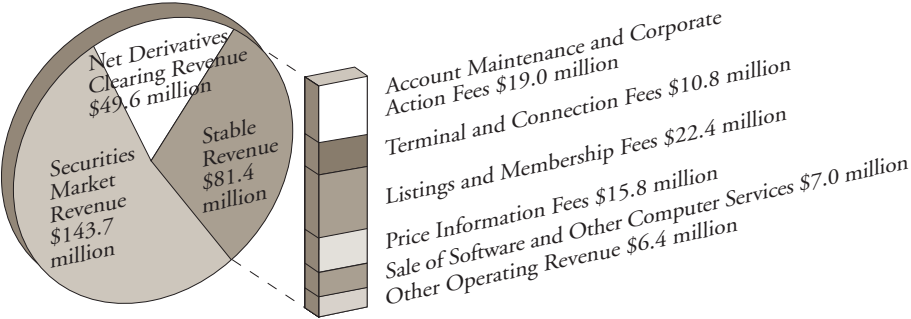 Net Derivatives
Clearing Revenue
$49.6 million
Stable
Revenue
$81.4
million
Securities
Market
Revenue
$143.7
million
Account Maintenance and Corporate
Action Fees $19.0 million
Terminal and Connection Fees $10.8 million
Listings and Membership Fees $22.4 million
Price Information Fees $15.8 million
Sale of Software and Other Computer Services $7.0 million
Other Operating Revenue $6.4 million